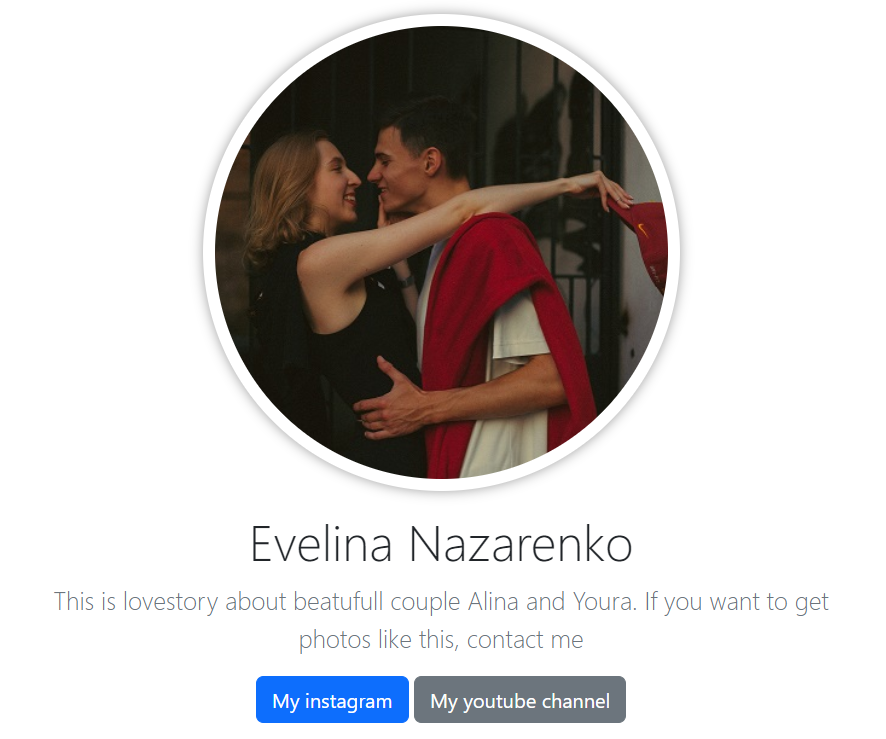 Evelina Nazarenko
This is lovestory about beatufull couple Alina and Youra. If you want to get
photos like this, contact me
My instagram
My youtube channel